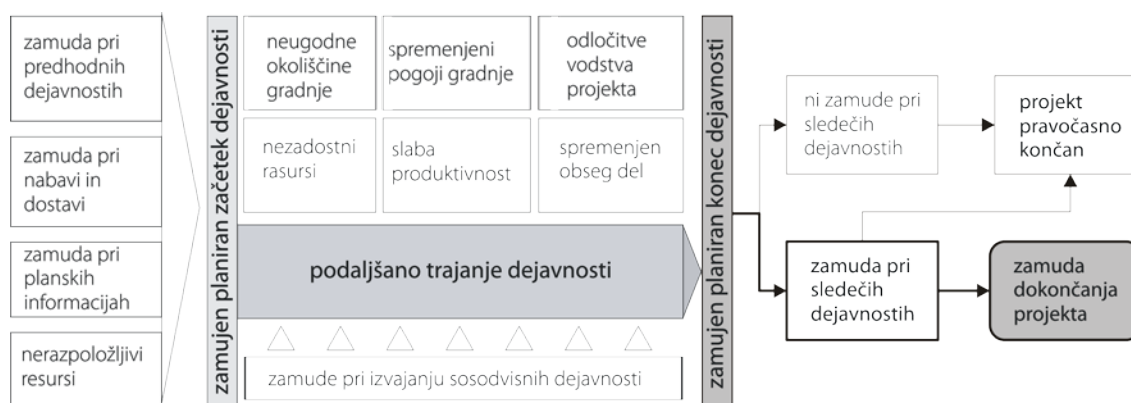 zamuda pri
predhodnih
dejavnostih
zamuda pri
nabavi in
dostavi
zamuda pri
planskih
informacijah
nerazpoložljivi
resursi
zamujen planiran začetek dejavnosti
neugodne
okoliščine
gradnje
spremenjeni
pogoji gradnje
odločitve
vodstva
projekta
nezadostni
rasursi
slaba
produktivnost
spremenjen
obseg del
podaljšano trajanje dejavnosti
zamude pri izvajanju sosodvisnih dejavnosti
zamujen planiran konec dejavnosti
ni zamude pri
sledečih
dejavnostih
projekt
pravočasno
končan
zamuda pri
sledečih
dejavnostih
zamuda
dokončanja
projekta